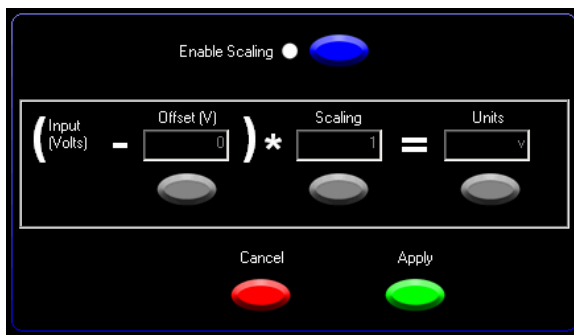 Enable Scaling
Offset (V) Scaling Units
( Input (Volts) - 0 ) * 1 = v
Cancel Apply